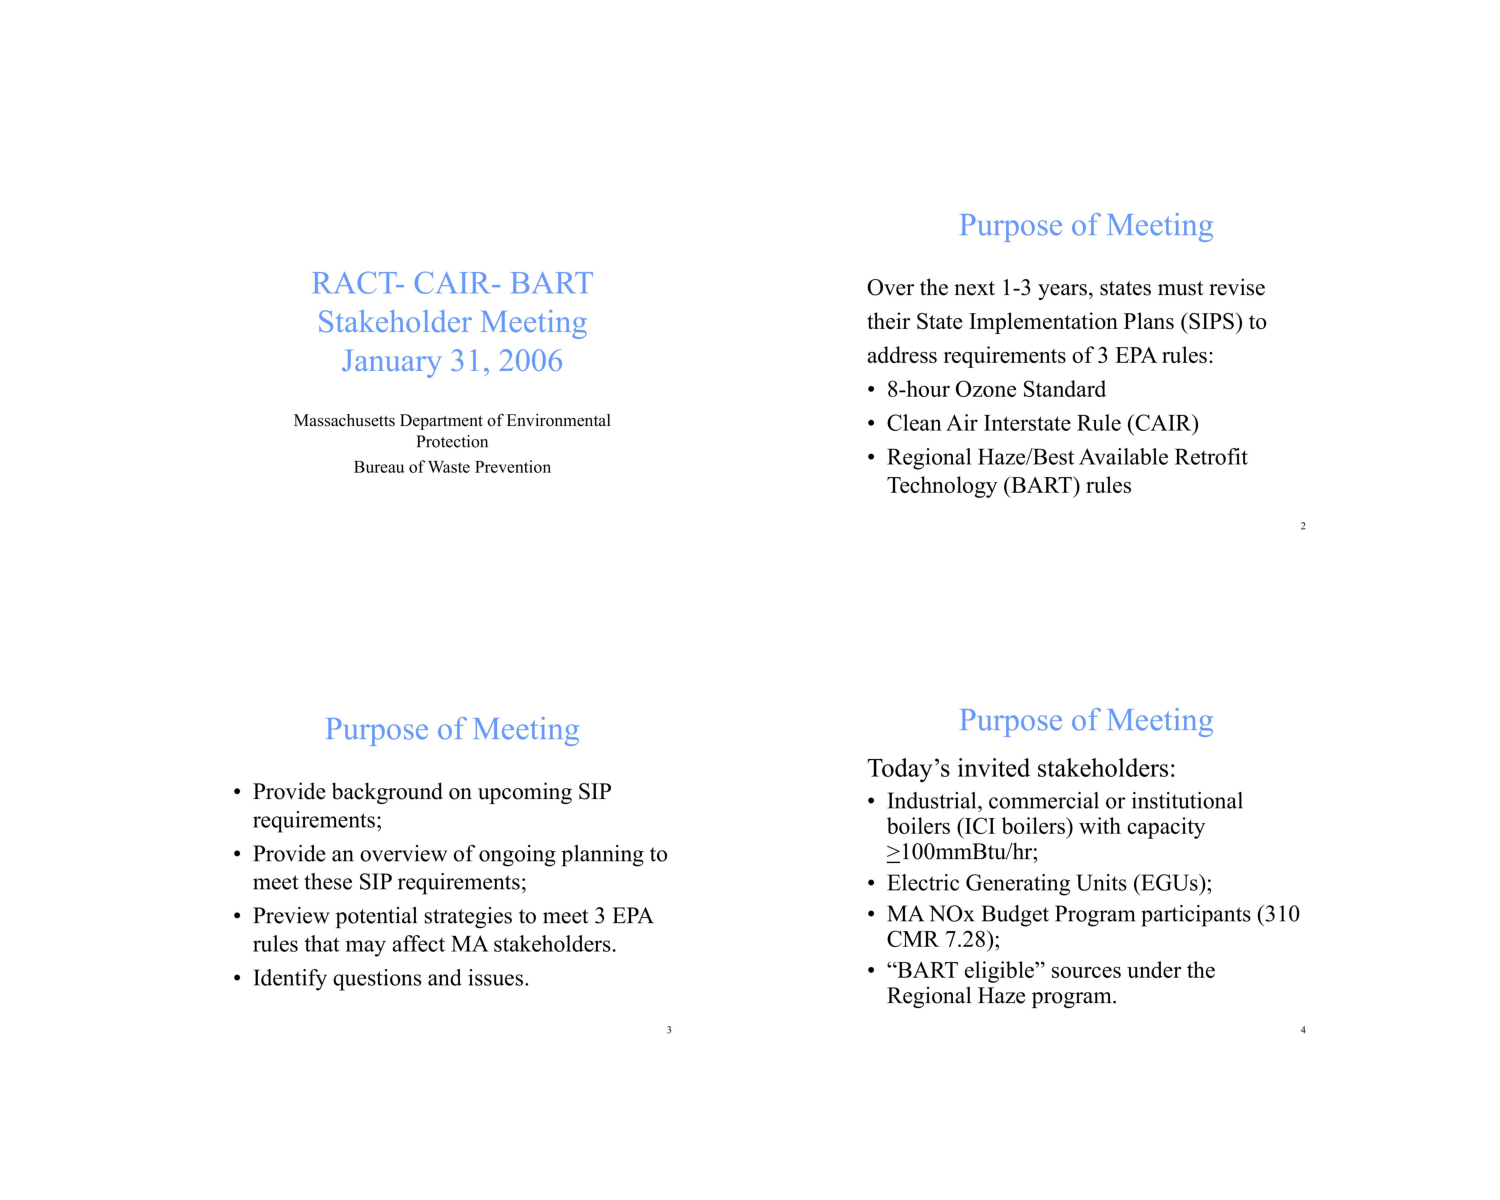 RACT- CAIR- BART
Stakeholder Meeting
January 31, 2006
Massachusetts Department of Environmental
Protection
Bureau of Waste Prevention
Purpose of Meeting
Over the next 1-3 years, states must revise
their State Implementation Plans (SIPS) to
address requirements of 3 EPA rules:
• 8-hour Ozone Standard
• Clean Air Interstate Rule (CAIR)
• Regional Haze/Best Available Retrofit
Technology (BART) rules
2
Purpose of Meeting
• Provide background on upcoming SIP
requirements;
• Provide an overview of ongoing planning to
meet these SIP requirements;
• Preview potential strategies to meet 3 EPA
rules that may affect MA stakeholders.
• Identify questions and issues.
3
Purpose of Meeting
Today’s invited stakeholders:
• Industrial, commercial or institutional
boilers (ICI boilers) with capacity
≥100mmBtu/hr;
• Electric Generating Units (EGUs);
• MA NOx Budget Program participants (310
CMR 7.28);
• “BART eligible” sources under the
Regional Haze program.
4